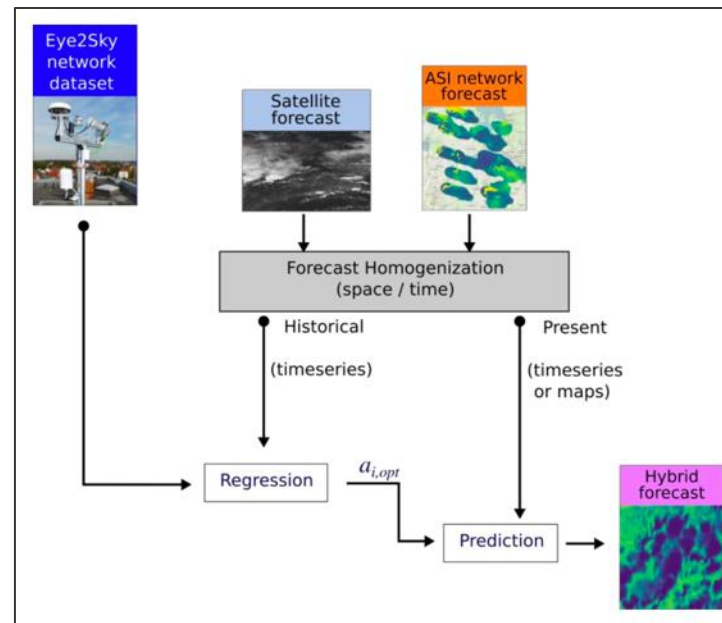 Eye2Sky
network
dataset
Satellite
forecast
ASI network
forecast
Forecast Homogenization
(space / time)
Historical
Present
(timeseries)
(timeseries
or maps)
Regression
a_{i,opt}
Prediction
Hybrid
forecast